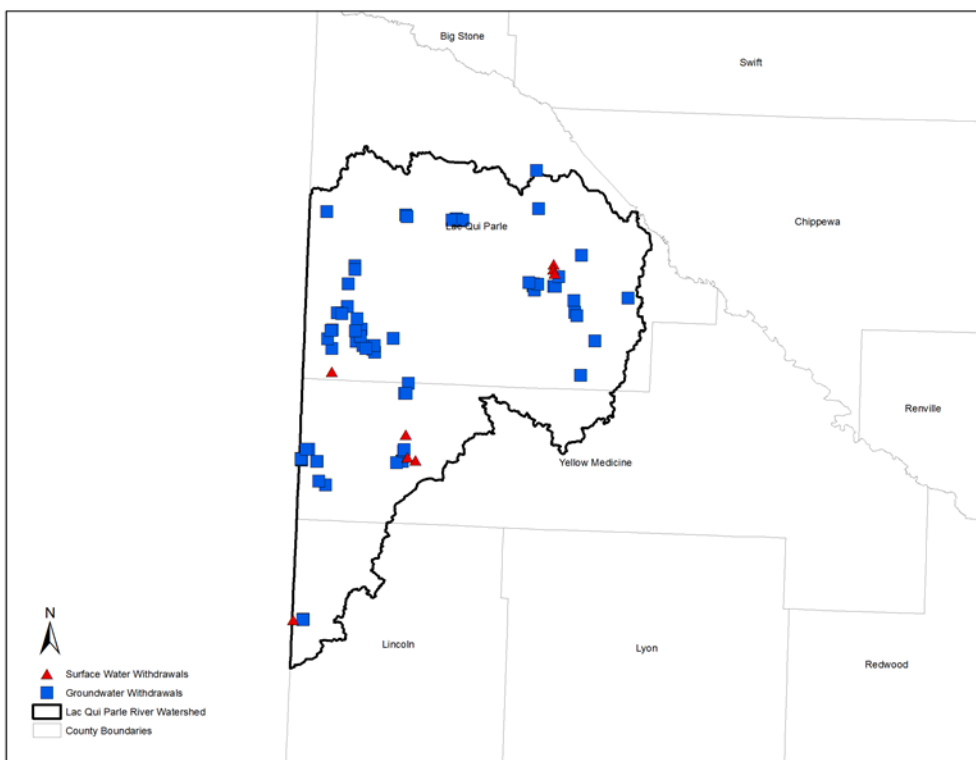 Big Stone
Swift
Chippewa
Lac Qui Parle
Renville
Yellow Medicine
Lincoln
Lyon
Redwood
N
Surface Water Withdrawals
Groundwater Withdrawals
Lac Qui Parle River Watershed
County Boundaries